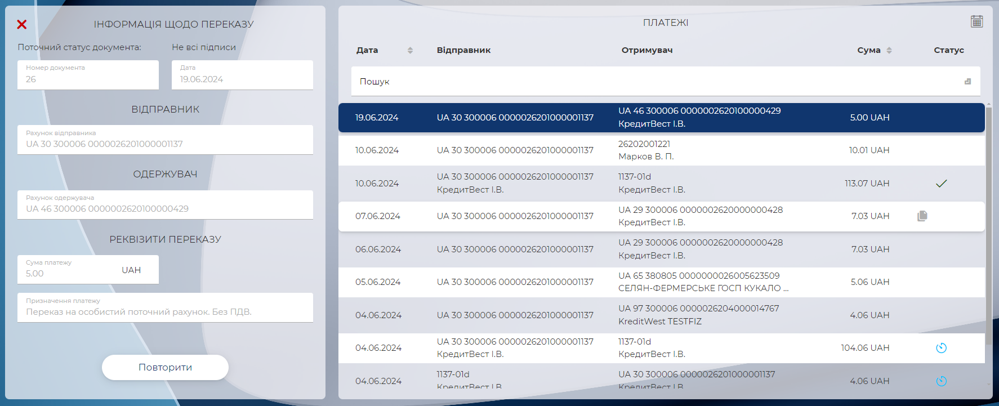 ІНФОРМАЦІЯ ЩОДО ПЕРЕКАЗУ
Поточний статус документа: Не всі підписи
Номер документа
26
Дата
19.06.2024
ВІДПРАВНИК
Рахунок відправника
UA 30 300006 0000026201000001137
ОДЕРЖУВАЧ
Рахунок одержувача
UA 46 300006 0000002620100000429
РЕКВІЗИТИ ПЕРЕКАЗУ
Сума платежу
5.00 UAH
Призначення платежу
Переказ на особистий поточний рахунок. Без ПДВ.
Повторити
ПЛАТЕЖІ
Дата Відправник Отримувач Сума Статус
Пошук
19.06.2024 UA 30 300006 0000026201000001137 UA 46 300006 0000002620100000429 5.00 UAH
КредитВест І.В.
10.06.2024 UA 30 300006 0000026201000001137 26202001221 10.01 UAH
Марков В. П.
10.06.2024 UA 30 300006 0000026201000001137 1137-01d 113.07 UAH
КредитВест І.В. КредитВест І.В.
07.06.2024 UA 30 300006 0000026201000001137 UA 29 300006 0000002620000000428 7.03 UAH
КредитВест І.В.
06.06.2024 UA 30 300006 0000026201000001137 UA 29 300006 0000002620000000428 7.03 UAH
КредитВест І.В.
05.06.2024 UA 30 300006 0000026201000001137 UA 65 380805 0000000026005623509 5.06 UAH
СЕЛЯН-ФЕРМЕРСЬКЕ ГОСП КУКАЛО ...
04.06.2024 UA 30 300006 0000026201000001137 UA 97 300006 0000026204000014767 4.06 UAH
KreditWest TESTFIZ
04.06.2024 UA 30 300006 0000026201000001137 1137-01d 104.06 UAH
КредитВест І.В. КредитВест І.В.
04.06.2024 1137-01d UA 30 300006 0000026201000001137 4.06 UAH
КредитВест І.В. КредитВест І.В.